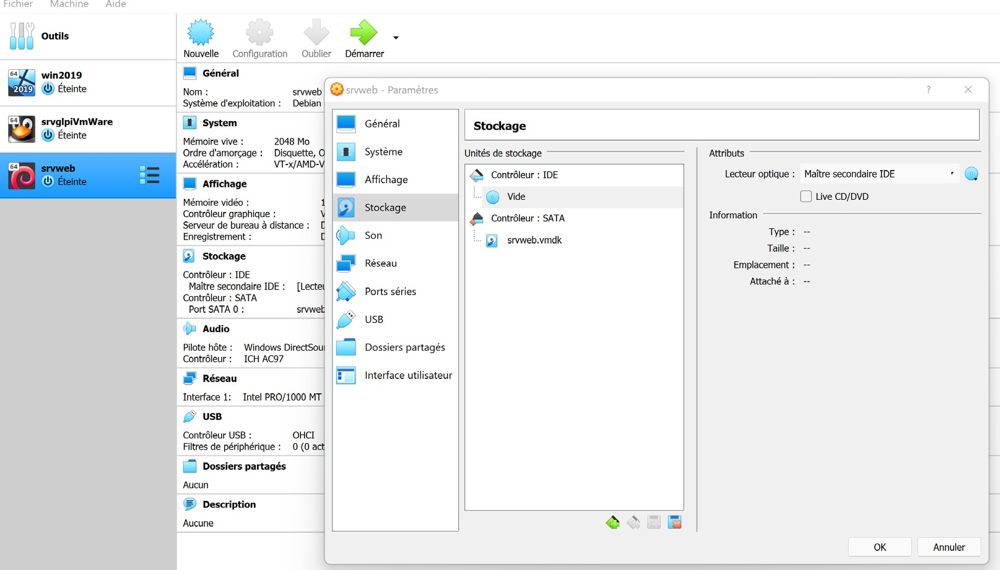 Fichier Machine Aide
Outils
64
2019
win2019
Éteinte
64
srvglpiVmWare
Éteinte
64
srvweb
Éteinte
Nouvelle Configuration Oublier Démarrer
Général
Nom : srvweb
Système d'exploitation : Debian
System
Mémoire vive : 2048 Mo
Ordre d'amorçage : Disquette, O
Accélération : VT-x/AMD-V
Affichage
Mémoire vidéo : 1
Contrôleur graphique : V
Serveur de bureau à distance : D
Enregistrement : D
Stockage
Contrôleur : IDE
Maître secondaire IDE : [Lecteu
Contrôleur : SATA
Port SATA 0 : srvweb
Audio
Pilote hôte : Windows DirectSou
Contrôleur : ICH AC97
Réseau
Interface 1: Intel PRO/1000 MT
USB
Contrôleur USB : OHCI
Filtres de périphérique : 0 (0 act
Dossiers partagés
Aucun
Description
Aucune
srvweb - Paramètres ?
Général
Système
Affichage
Stockage
Son
Réseau
Ports séries
USB
Dossiers partagés
Interface utilisateur
Stockage
Unités de stockage
Contrôleur : IDE
Vide
Contrôleur : SATA
srvweb.vmdk
Attributs
Lecteur optique : Maître secondaire IDE
Live CD/DVD
Information
Type : --
Taille : --
Emplacement : --
Attaché à : --
OK Annuler